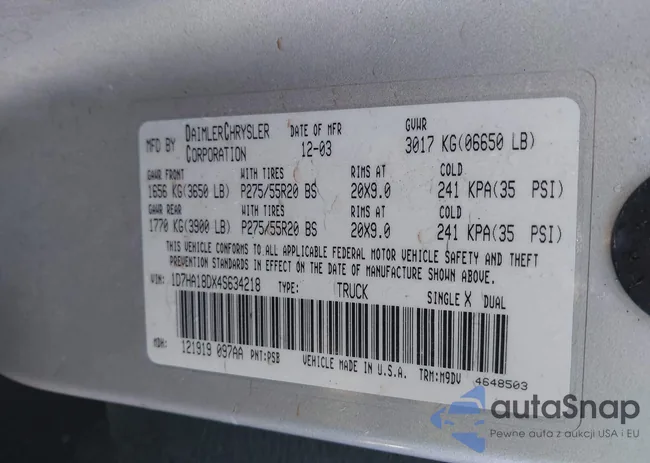 MFD BY DAIMLERCHRYSLER CORPORATION DATE OF MFR 12-03 GVWR 3017 KG(06650 LB)
GAWR FRONT WITH TIRES RIMS AT COLD
1656 KG(3650 LB) P275/55R20 BS 20X9.0 241 KPA(35 PSI)
GAWR REAR WITH TIRES RIMS AT COLD
1770 KG(3900 LB) P275/55R20 BS 20X9.0 241 KPA(35 PSI)
THIS VEHICLE CONFORMS TO ALL APPLICABLE FEDERAL MOTOR VEHICLE SAFETY AND THEFT
PREVENTION STANDARDS IN EFFECT ON THE DATE OF MANUFACTURE SHOWN ABOVE.
VIN: 1D7HA18DX4S634218 TYPE: TRUCK SINGLE X DUAL
MDH: 121919 097AA PNT:PSB VEHICLE MADE IN U.S.A. TRM:M9DV 4648503
autaSnap
Pewne auta z aukcji USA i EU